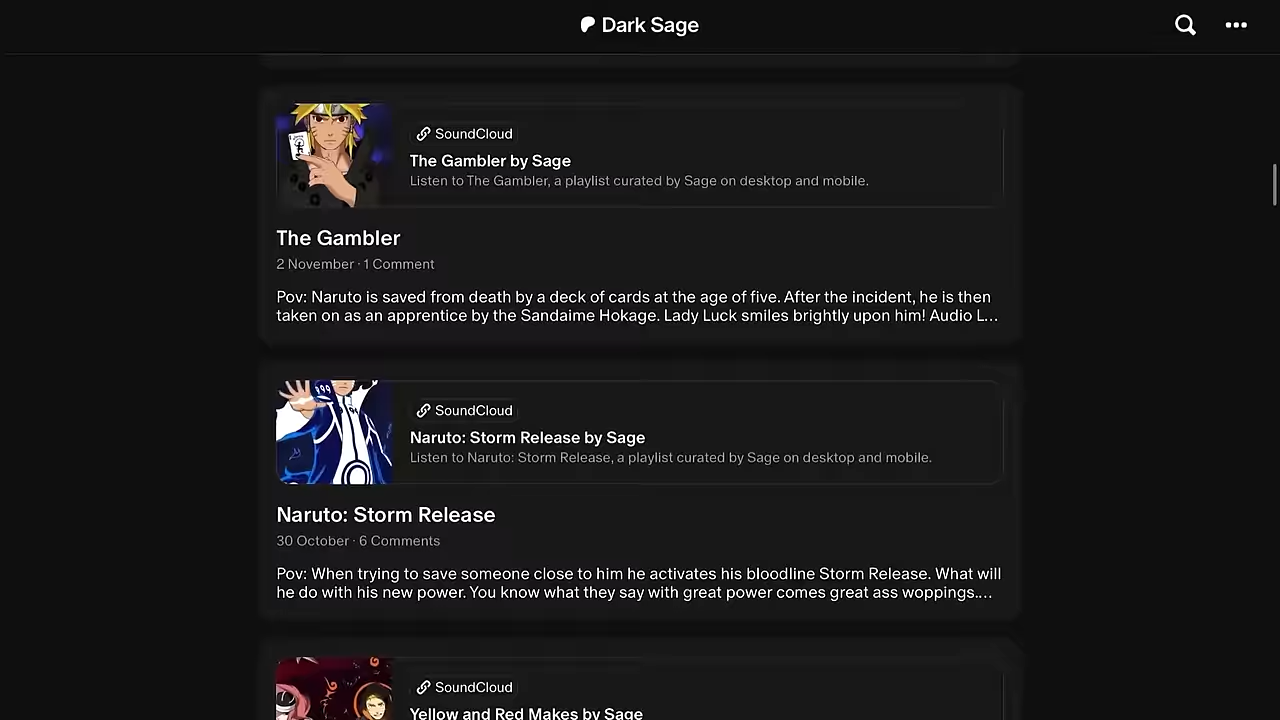 Dark Sage
SoundCloud
The Gambler by Sage
Listen to The Gambler, a playlist curated by Sage on desktop and mobile.
The Gambler
2 November · 1 Comment
Pov: Naruto is saved from death by a deck of cards at the age of five. After the incident, he is then
taken on as an apprentice by the Sandaime Hokage. Lady Luck smiles brightly upon him! Audio L...
SoundCloud
Naruto: Storm Release by Sage
Listen to Naruto: Storm Release, a playlist curated by Sage on desktop and mobile.
Naruto: Storm Release
30 October · 6 Comments
Pov: When trying to save someone close to him he activates his bloodline Storm Release. What will
he do with his new power. You know what they say with great power comes great ass woppings....
SoundCloud
Yellow and Red Makes by Sage